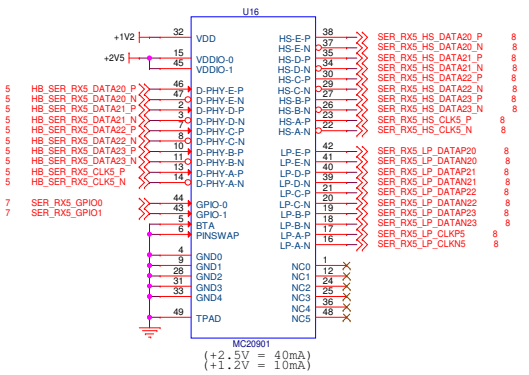 U16
+1V2 32 VDD HS-E-P 38 SER_RX5_HS_DATA20_P 8
HS-E-N 37 SER_RX5_HS_DATA20_N 8
+2V5 15 VDDIO-0 HS-D-P 35 SER_RX5_HS_DATA21_P 8
45 VDDIO-1 HS-D-N 34 SER_RX5_HS_DATA21_N 8
HS-C-P 30 SER_RX5_HS_DATA22_P 8
5 HB_SER_RX5_DATA20_P 46 D-PHY-E-P HS-C-N 29 SER_RX5_HS_DATA22_N 8
5 HB_SER_RX5_DATA20_N 47 D-PHY-E-N HS-B-P 27 SER_RX5_HS_DATA23_P 8
5 HB_SER_RX5_DATA21_P 2 D-PHY-D-P HS-B-N 26 SER_RX5_HS_DATA23_N 8
5 HB_SER_RX5_DATA21_N 3 D-PHY-D-N HS-A-P 23 SER_RX5_HS_CLK5_P 8
5 HB_SER_RX5_DATA22_P 7 D-PHY-C-P HS-A-N 22 SER_RX5_HS_CLK5_N 8
5 HB_SER_RX5_DATA22_N 8 D-PHY-C-N
5 HB_SER_RX5_DATA23_P 10 D-PHY-B-P LP-E-P 42 SER_RX5_LP_DATAP20 8
5 HB_SER_RX5_DATA23_N 11 D-PHY-B-N LP-E-N 41 SER_RX5_LP_DATAN20 8
5 HB_SER_RX5_CLK5_P 13 D-PHY-A-P LP-D-P 40 SER_RX5_LP_DATAP21 8
5 HB_SER_RX5_CLK5_N 14 D-PHY-A-N LP-D-N 39 SER_RX5_LP_DATAN21 8
LP-C-P 21 SER_RX5_LP_DATAP22 8
7 SER_RX5_GPIO0 44 GPIO-0 LP-C-N 20 SER_RX5_LP_DATAN22 8
7 SER_RX5_GPIO1 43 GPIO-1 LP-B-P 19 SER_RX5_LP_DATAP23 8
5 BTA LP-B-N 18 SER_RX5_LP_DATAN23 8
6 PINSWAP LP-A-P 17 SER_RX5_LP_CLKP5 8
LP-A-N 16 SER_RX5_LP_CLKN5 8
4 GND0
9 GND1 NC0 1
28 GND2 NC1 12
31 GND3 NC2 24
33 GND4 NC3 25
NC4 36
49 TPAD NC5 48
MC20901
(+2.5V = 40mA)
(+1.2V = 10mA)